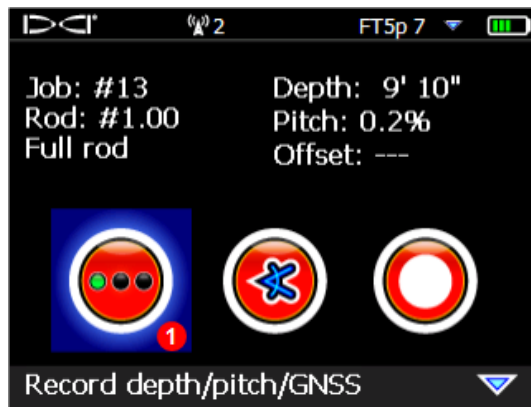 2 FT5p 7
Job: #13 Depth: 9' 10"
Rod: #1.00 Pitch: 0.2%
Full rod Offset: ---
1
Record depth/pitch/GNSS